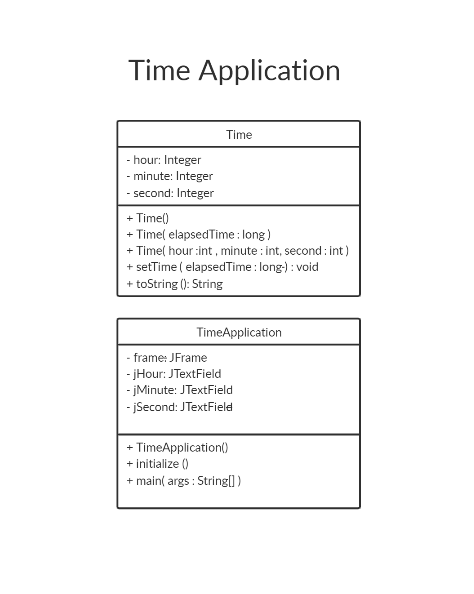 Time Application
Time
- hour: Integer
- minute: Integer
- second: Integer
+ Time()
+ Time( elapsedTime : long )
+ Time( hour :int , minute : int, second : int )
+ setTime ( elapsedTime : long ) : void
+ toString (): String
TimeApplication
- frame: JFrame
- jHour: JTextField
- jMinute: JTextField
- jSecond: JTextField
+ TimeApplication()
+ initialize ()
+ main( args : String[] )